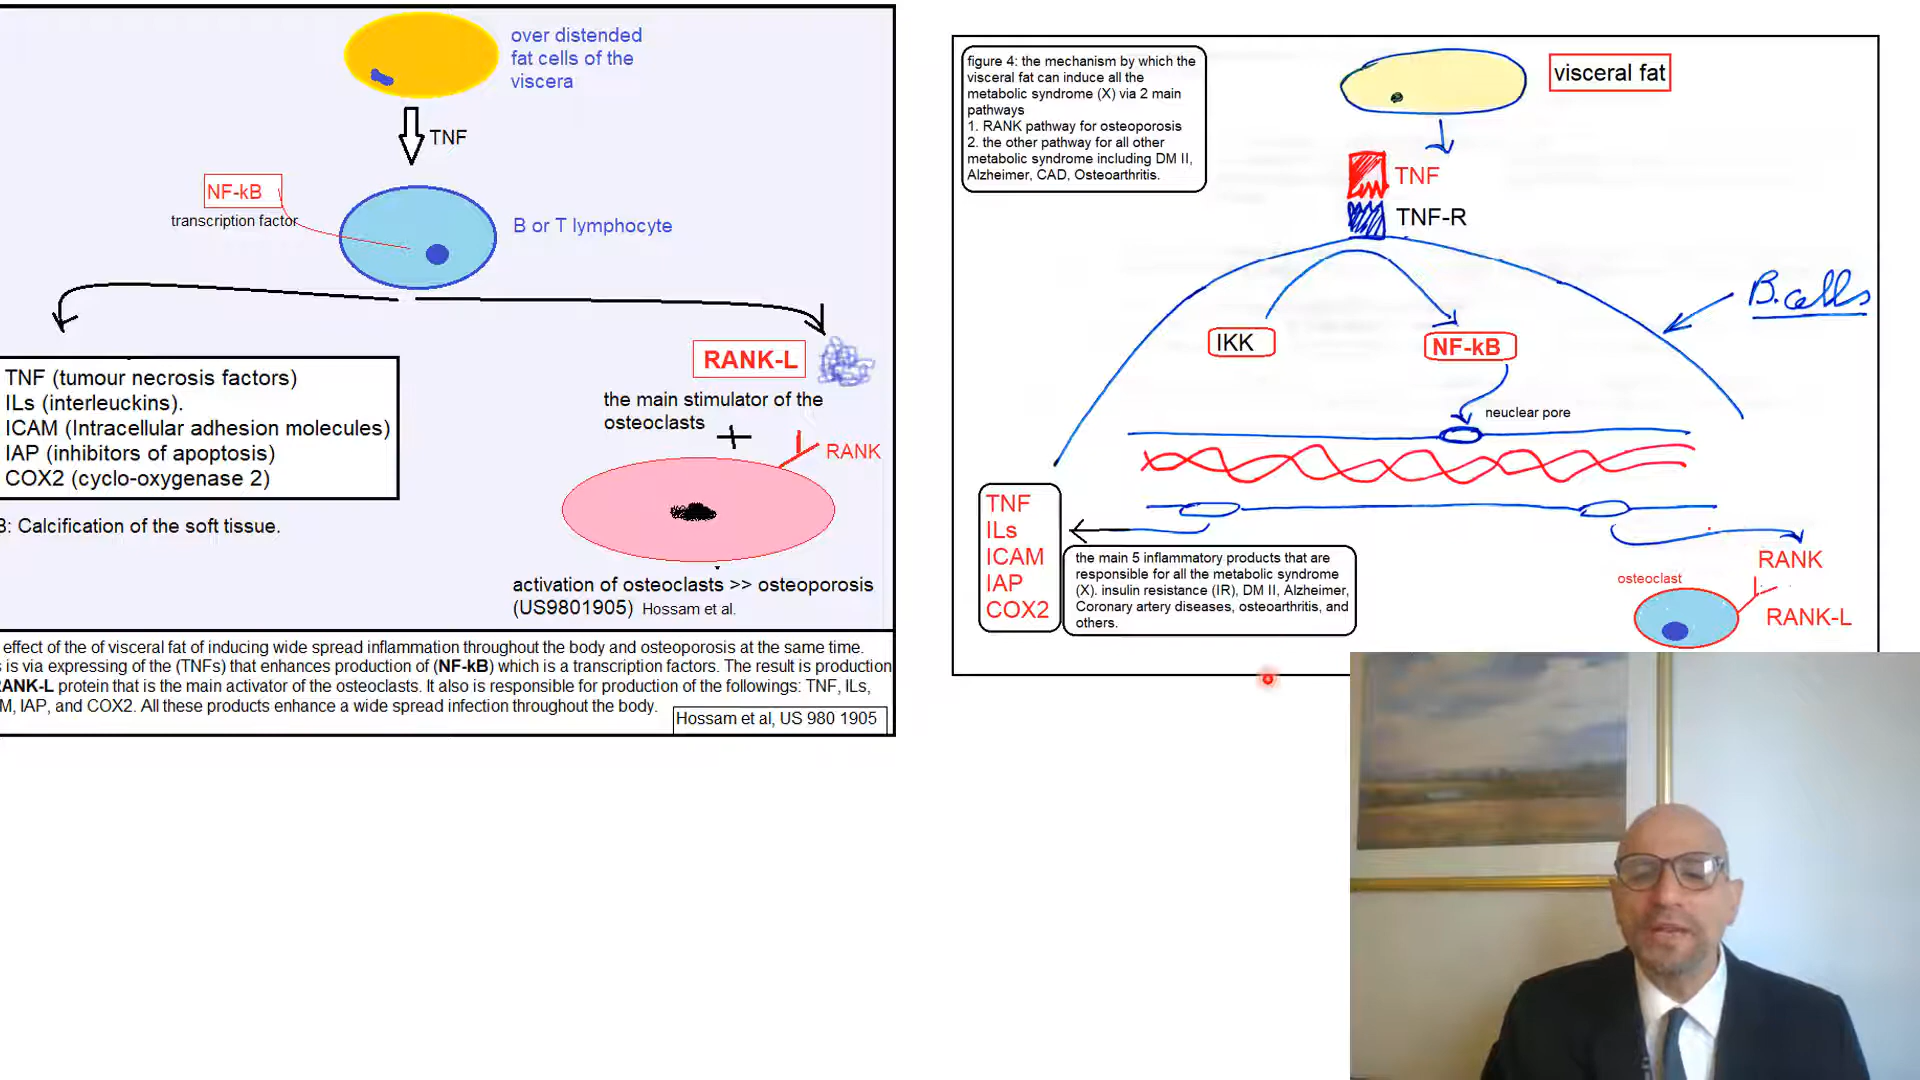 over distended
fat cells of the
viscera
TNF
NF-kB
transcription factor
B or T lymphocyte
RANK-L
the main stimulator of the
osteoclasts
RANK
TNF (tumour necrosis factors)
ILs (interleuckins).
ICAM (Intracellular adhesion molecules)
IAP (inhibitors of apoptosis)
COX2 (cyclo-oxygenase 2)
3: Calcification of the soft tissue.
activation of osteoclasts >> osteoporosis
(US9801905) Hossam et al.
effect of the of visceral fat of inducing wide spread inflammation throughout the body and osteoporosis at the same time.
s is via expressing of the (TNFs) that enhances production of (NF-kB) which is a transcription factors. The result is production
RANK-L protein that is the main activator of the osteoclasts. It also is responsible for production of the followings: TNF, ILs,
M, IAP, and COX2. All these products enhance a wide spread infection throughout the body.
Hossam et al, US 980 1905
figure 4: the mechanism by which the
visceral fat can induce all the
metabolic syndrome (X) via 2 main
pathways
1. RANK pathway for osteoporosis
2. the other pathway for all other
metabolic syndrome including DM II,
Alzheimer, CAD, Osteoarthritis.
visceral fat
TNF
TNF-R
B.cells
IKK
NF-kB
neuclear pore
TNF
ILs
ICAM
IAP
COX2
the main 5 inflammatory products that are
responsible for all the metabolic syndrome
(X). insulin resistance (IR), DM II, Alzheimer,
Coronary artery diseases, osteoarthritis, and
others.
RANK
osteoclast
RANK-L